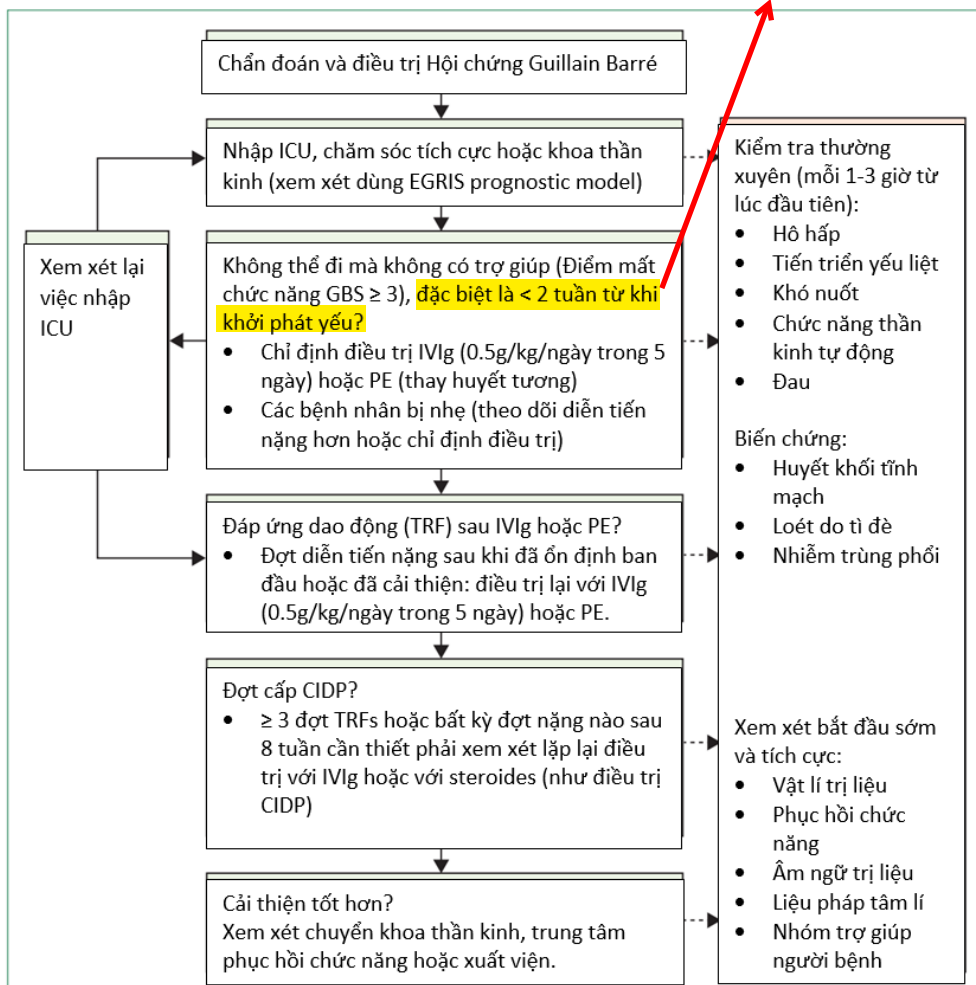 Chẩn đoán và điều trị Hội chứng Guillain Barré
Nhập ICU, chăm sóc tích cực hoặc khoa thần
kinh (xem xét dùng EGRIS prognostic model)
Xem xét lại
việc nhập
ICU
Không thể đi mà không có trợ giúp (Điểm mất
chức năng GBS ≥ 3), đặc biệt là < 2 tuần từ khi
khởi phát yếu?
• Chỉ định điều trị IVIg (0.5g/kg/ngày trong 5
ngày) hoặc PE (thay huyết tương)
• Các bệnh nhân bị nhẹ (theo dõi diễn tiến
nặng hơn hoặc chỉ định điều trị)
Đáp ứng dao động (TRF) sau IVIg hoặc PE?
• Đợt diễn tiến nặng sau khi đã ổn định ban
đầu hoặc đã cải thiện: điều trị lại với IVIg
(0.5g/kg/ngày trong 5 ngày) hoặc PE.
Đợt cấp CIDP?
• ≥ 3 đợt TRFs hoặc bất kỳ đợt nặng nào sau
8 tuần cần thiết phải xem xét lặp lại điều
trị với IVIg hoặc với steroides (như điều trị
CIDP)
Cải thiện tốt hơn?
Xem xét chuyển khoa thần kinh, trung tâm
phục hồi chức năng hoặc xuất viện.
Kiểm tra thường
xuyên (mỗi 1-3 giờ từ
lúc đầu tiên):
• Hô hấp
• Tiến triển yếu liệt
• Khó nuốt
• Chức năng thần
kinh tự động
• Đau
Biến chứng:
• Huyết khối tĩnh
mạch
• Loét do tì đè
• Nhiễm trùng phổi
Xem xét bắt đầu sớm
và tích cực:
• Vật lí trị liệu
• Phục hồi chức
năng
• Âm ngữ trị liệu
• Liệu pháp tâm lí
• Nhóm trợ giúp
người bệnh